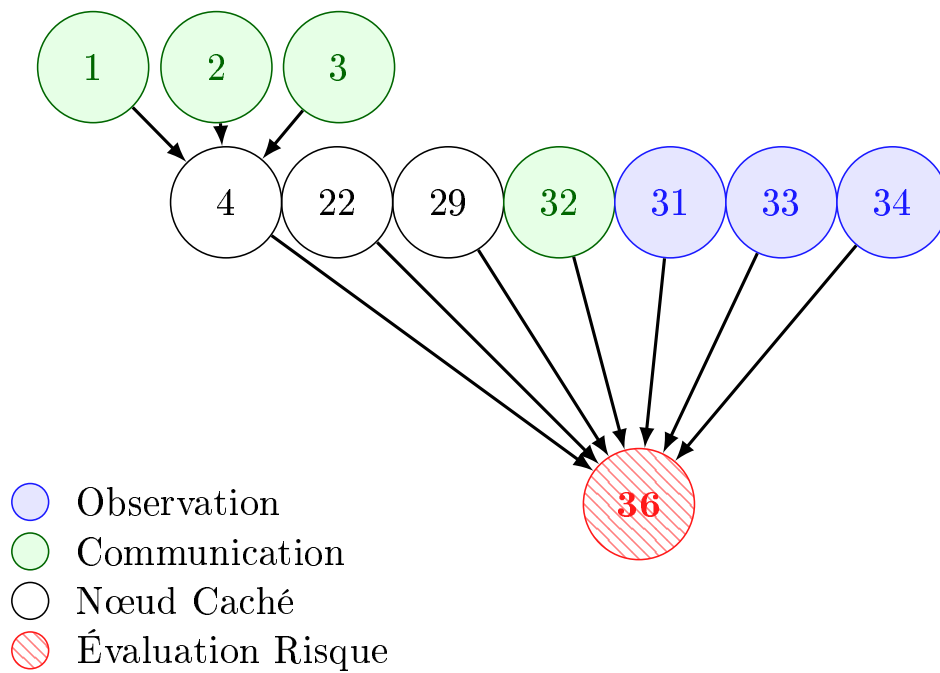 1 2 3
4 22 29 32 31 33 34
36
Observation
Communication
Nœud Caché
Évaluation Risque